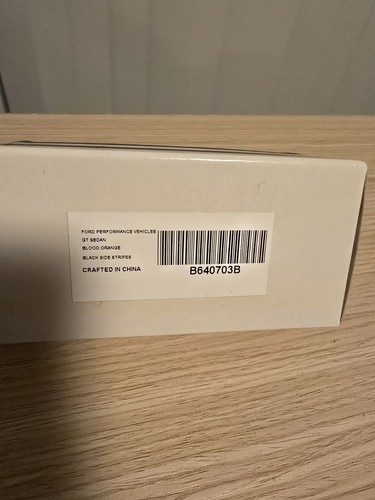 FORD PERFORMANCE VEHICLES
GT SEDAN
BLOOD ORANGE
BLACK SIDE STRIPES
CRAFTED IN CHINA
B640703B